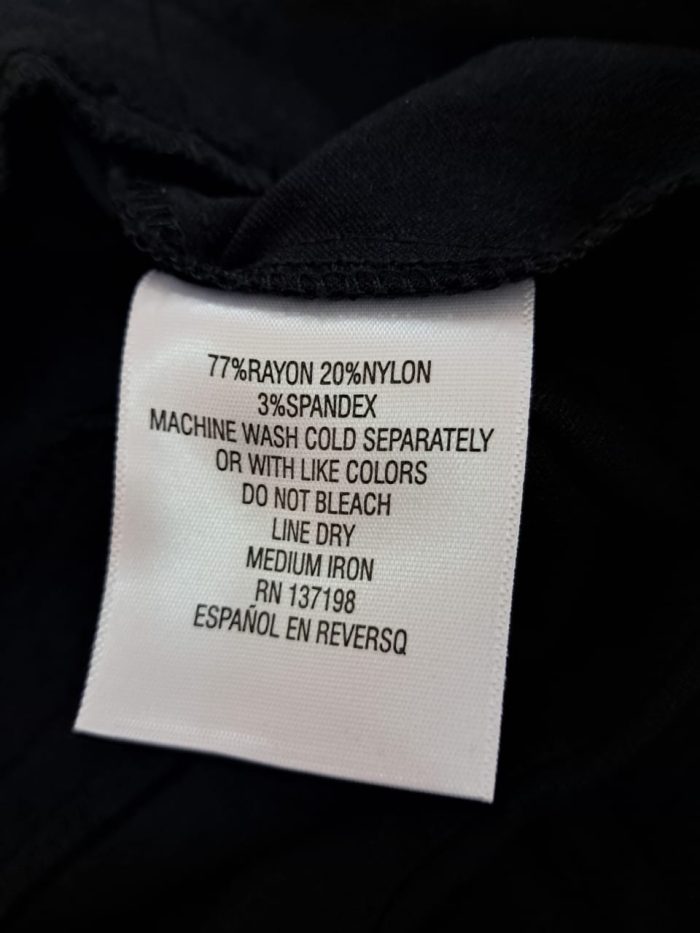 77%RAYON 20%NYLON
3%SPANDEX
MACHINE WASH COLD SEPARATELY
OR WITH LIKE COLORS
DO NOT BLEACH
LINE DRY
MEDIUM IRON
RN 137198
ESPAÑOL EN REVERSQ